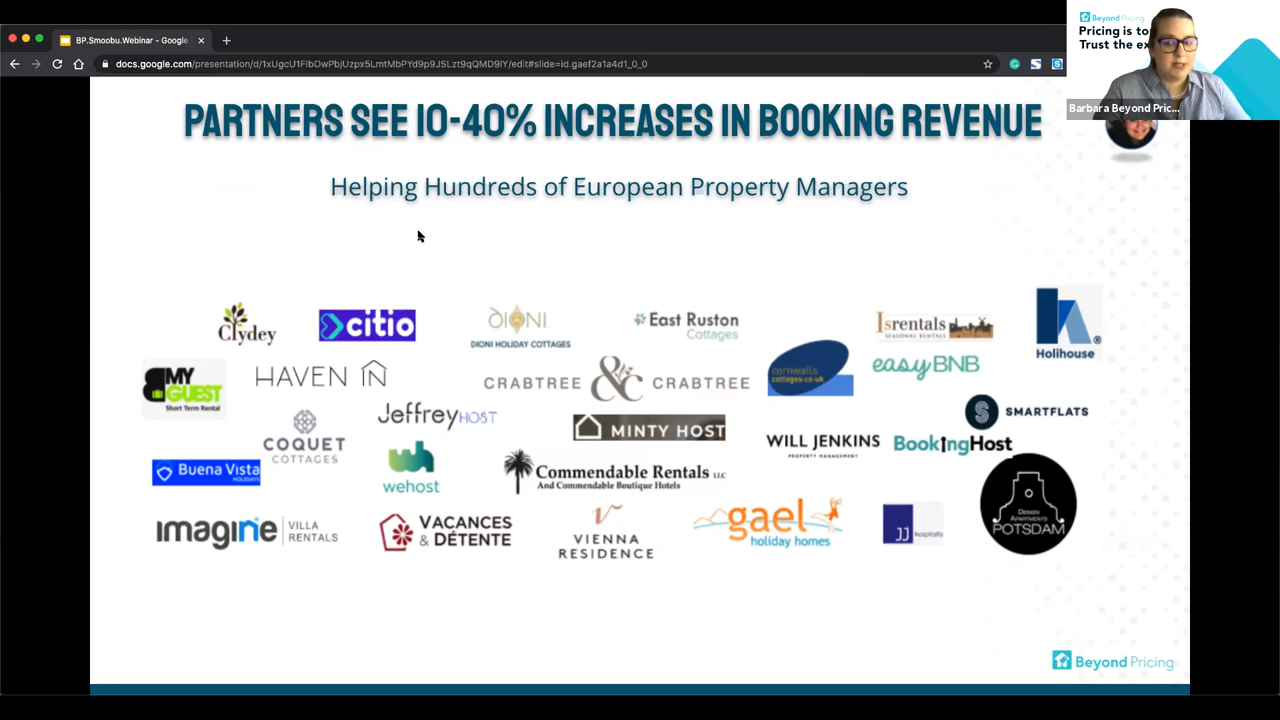 BP.Smoobu.Webinar - Google
docs.google.com/presentation/d/1xUgcU1FIbOwPbjUzpx5LmtMbPYd9p9JSLzt9qQMD9IY/edit#slide=id.gaef2a1a4d1_0_0
Beyond Pricing
Pricing is to
Trust the ex
Barbara Beyond Pric...
PARTNERS SEE 10-40% INCREASES IN BOOKING REVENUE
Helping Hundreds of European Property Managers
Clydey
citio
DIONI
DIONI HOLIDAY COTTAGES
East Ruston
Cottages
Isrentals
SEASONAL RENTALS
Holihouse
MY
GUEST
Short Term Rental
HAVEN IN
CRABTREE & CRABTREE
cornwalls
cottages.co.uk
easyBNB
SMARTFLATS
COQUET
COTTAGES
JeffreyHOST
MINTY HOST
WILL JENKINS
PROPERTY MANAGEMENT
BookingHost
Buena Vista
HOLIDAYS
wehost
Commendable Rentals LLC
And Commendable Boutique Hotels
DESIGN
APARTMENTS
POTSDAM
imagine VILLA
RENTALS
VACANCES
& DÉTENTE
VIENNA
RESIDENCE
gael
holiday homes
JJ hospitality
Beyond Pricing